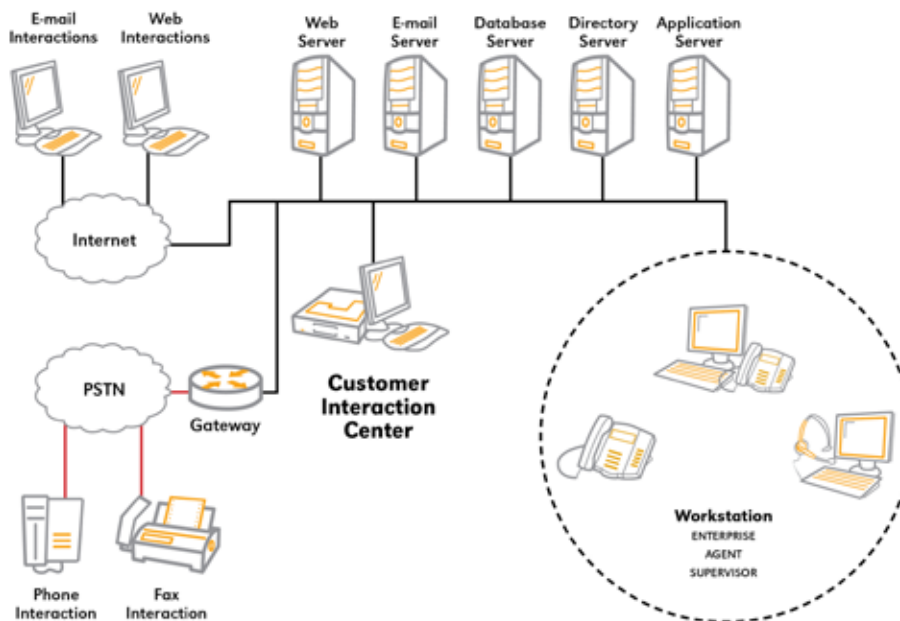 E-mail
Interactions
Web
Interactions
Web
Server
E-mail
Server
Database
Server
Directory
Server
Application
Server
Internet
PSTN
Gateway
Customer
Interaction
Center
Phone
Interaction
Fax
Interaction
Workstation
ENTERPRISE
AGENT
SUPERVISOR